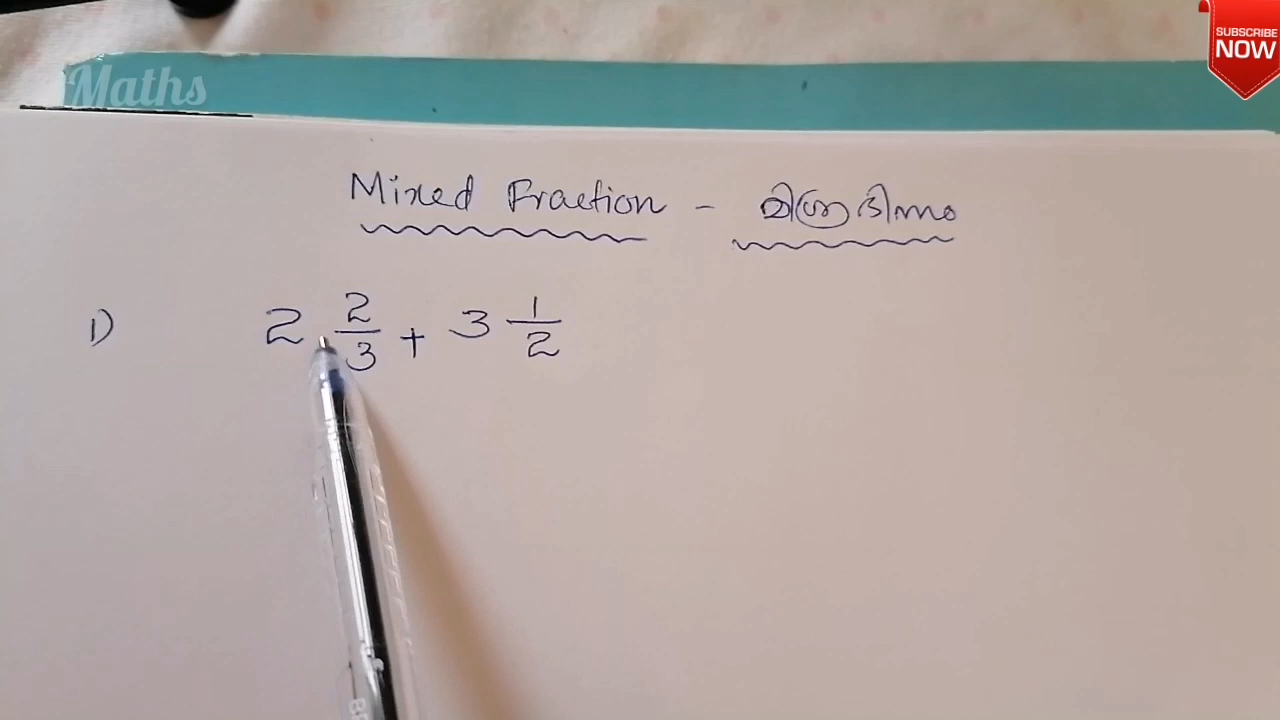 SUBSCRIBE
NOW
Maths
Mixed Fraction - മിശ്രഭിന്നം
1) 2 2/3 + 3 1/2